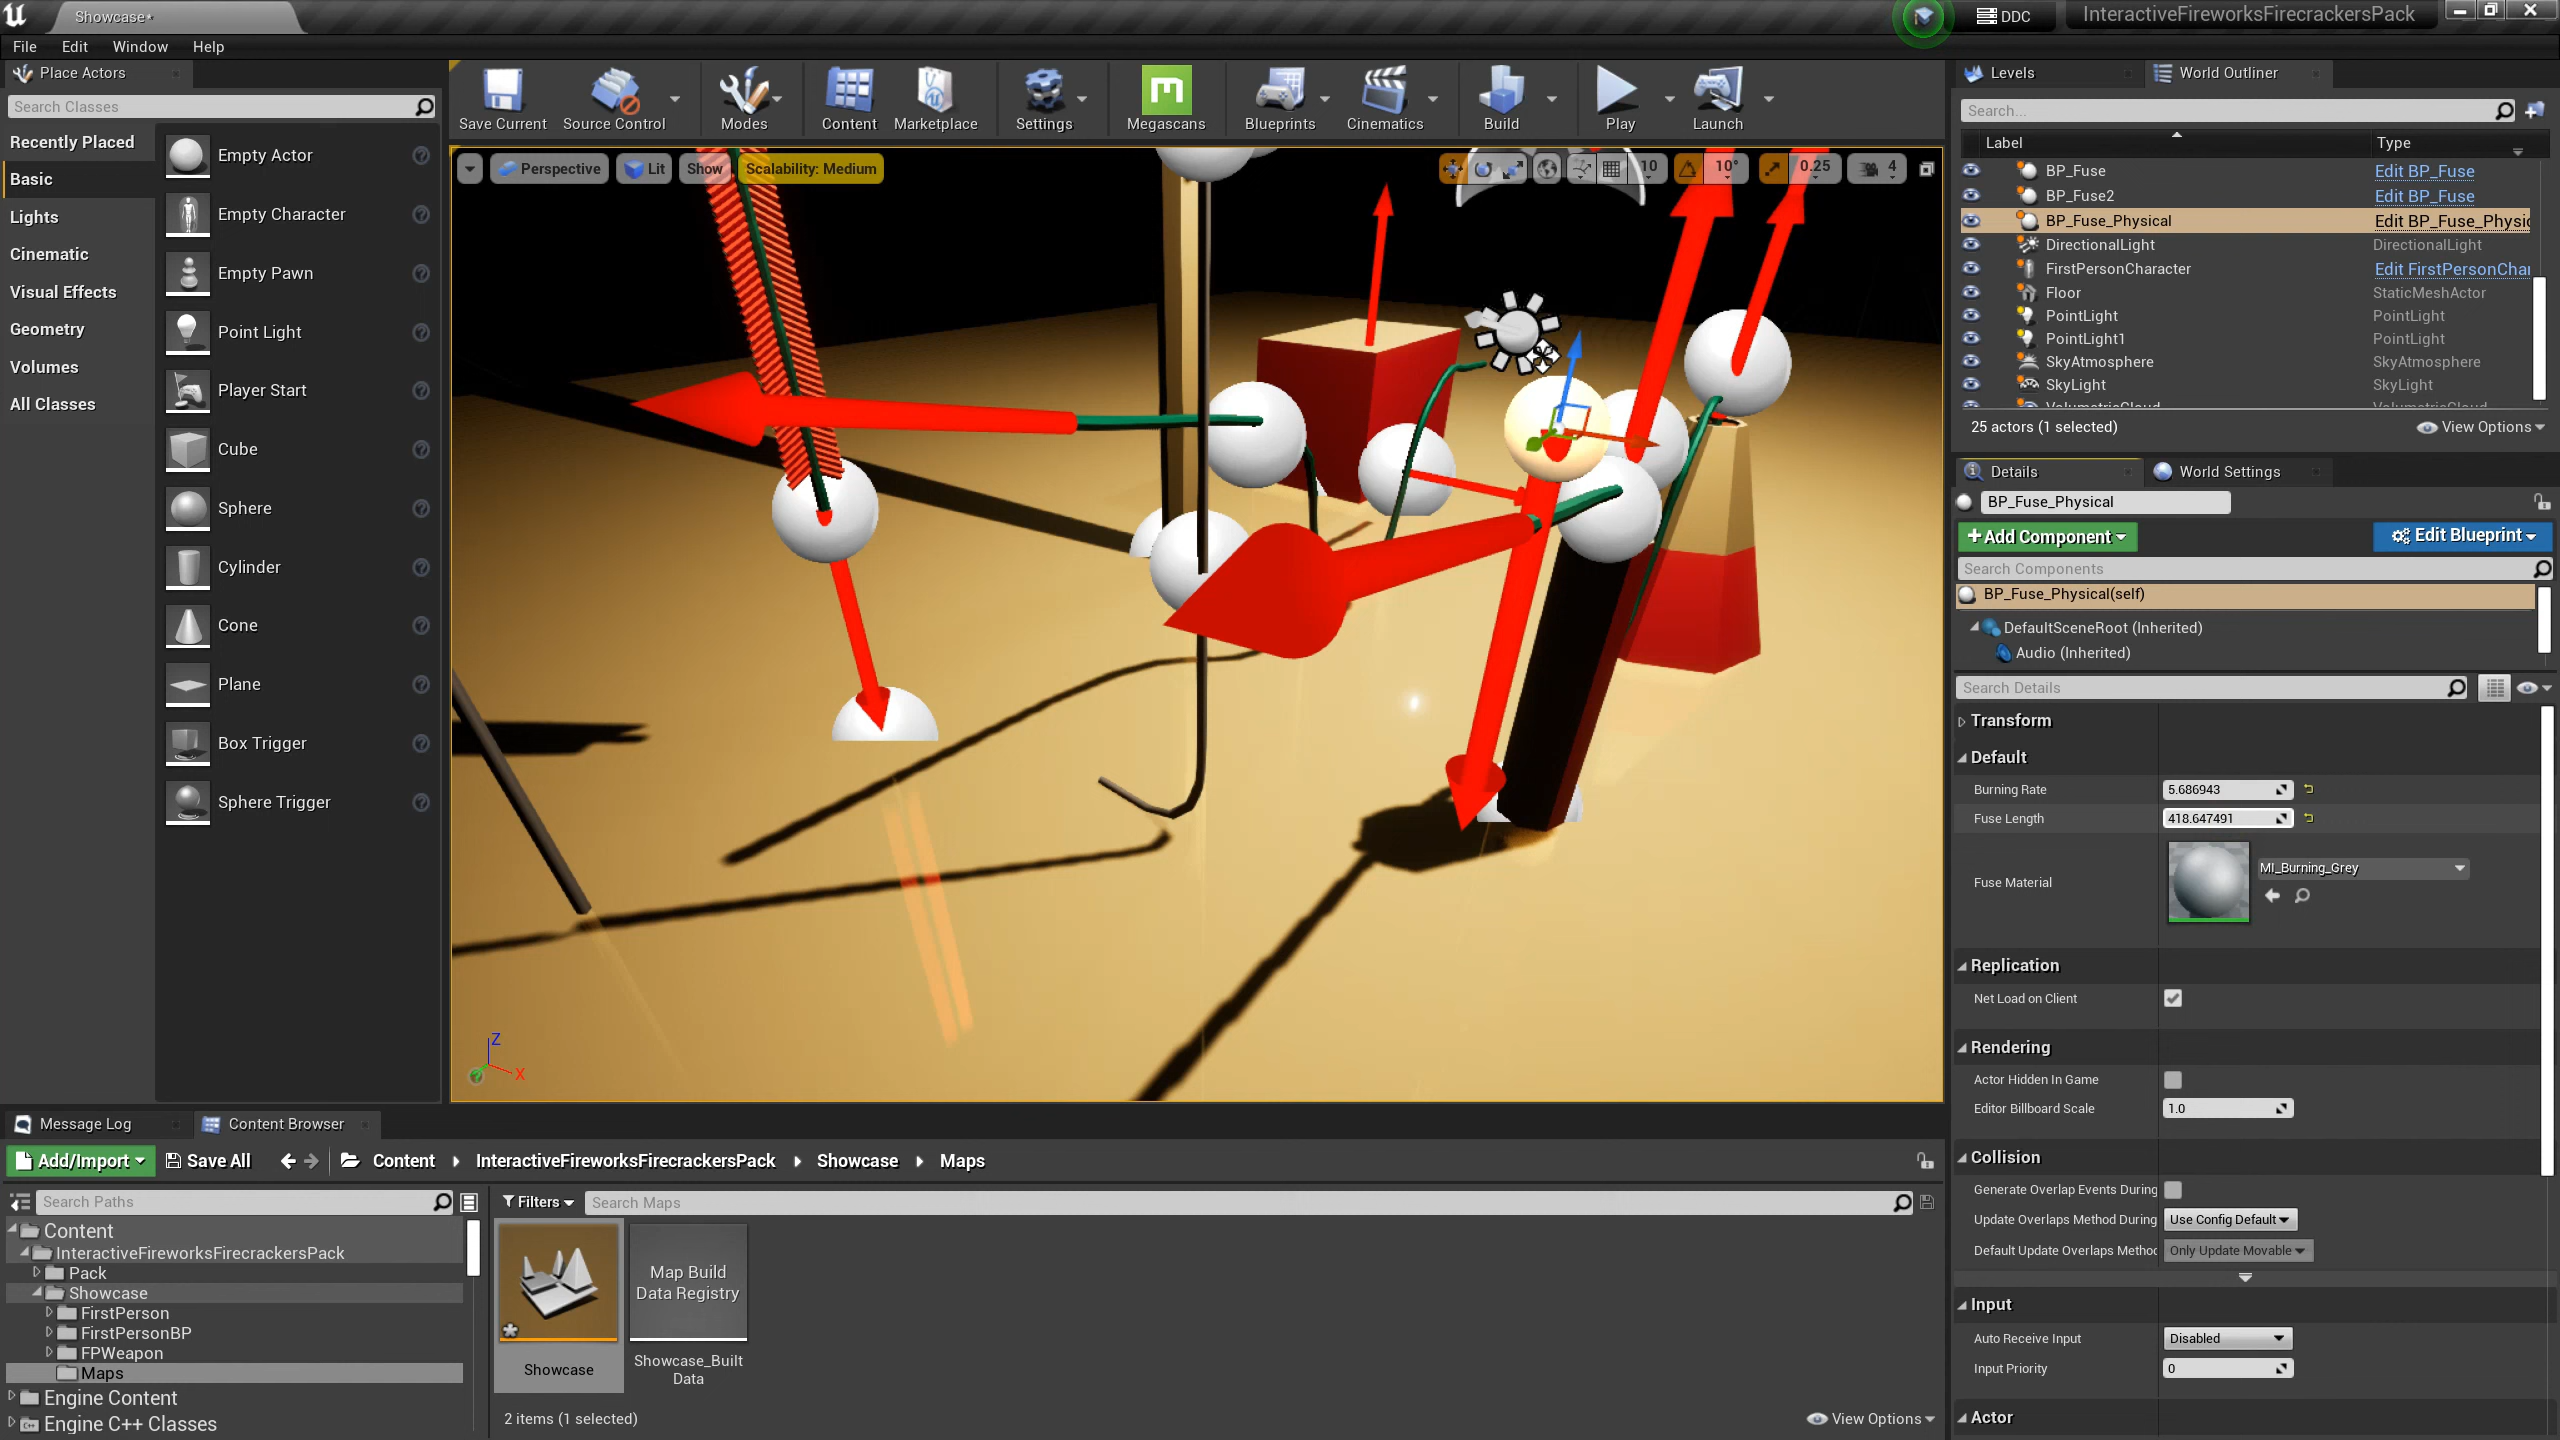 Showcase*
DDC
InteractiveFireworksFirecrackersPack
File Edit Window Help
Place Actors
Search Classes
Recently Placed
Basic
Lights
Cinematic
Visual Effects
Geometry
Volumes
All Classes
Empty Actor
Empty Character
Empty Pawn
Point Light
Player Start
Cube
Sphere
Cylinder
Cone
Plane
Box Trigger
Sphere Trigger
Save Current
Source Control
Modes
Content
Marketplace
Settings
Megascans
Blueprints
Cinematics
Build
Play
Launch
Perspective
Lit
Show
Scalability: Medium
10
10°
0.25
4
Z
X
Levels
World Outliner
Search...
Label Type
BP_Fuse Edit BP_Fuse
BP_Fuse2 Edit BP_Fuse
BP_Fuse_Physical Edit BP_Fuse_Physic
DirectionalLight DirectionalLight
FirstPersonCharacter Edit FirstPersonChar
Floor StaticMeshActor
PointLight PointLight
PointLight1 PointLight
SkyAtmosphere SkyAtmosphere
SkyLight SkyLight
VolumetricCloud VolumetricCloud
25 actors (1 selected)
View Options
Details
World Settings
BP_Fuse_Physical
+Add Component
Edit Blueprint
Search Components
BP_Fuse_Physical(self)
DefaultSceneRoot (Inherited)
Audio (Inherited)
Search Details
Transform
Default
Burning Rate 5.686943
Fuse Length 418.647491
Fuse Material MI_Burning_Grey
Replication
Net Load on Client
Rendering
Actor Hidden In Game
Editor Billboard Scale 1.0
Collision
Generate Overlap Events During
Update Overlaps Method During Use Config Default
Default Update Overlaps Method Only Update Movable
Input
Auto Receive Input Disabled
Input Priority 0
Actor
Message Log
Content Browser
Add/Import
Save All
Content InteractiveFireworksFirecrackersPack Showcase Maps
Search Paths
Filters
Search Maps
Content
InteractiveFireworksFirecrackersPack
Pack
Showcase
FirstPerson
FirstPersonBP
FPWeapon
Maps
Engine Content
Engine C++ Classes
Map Build
Data Registry
Showcase
Showcase_Built
Data
2 items (1 selected)
View Options